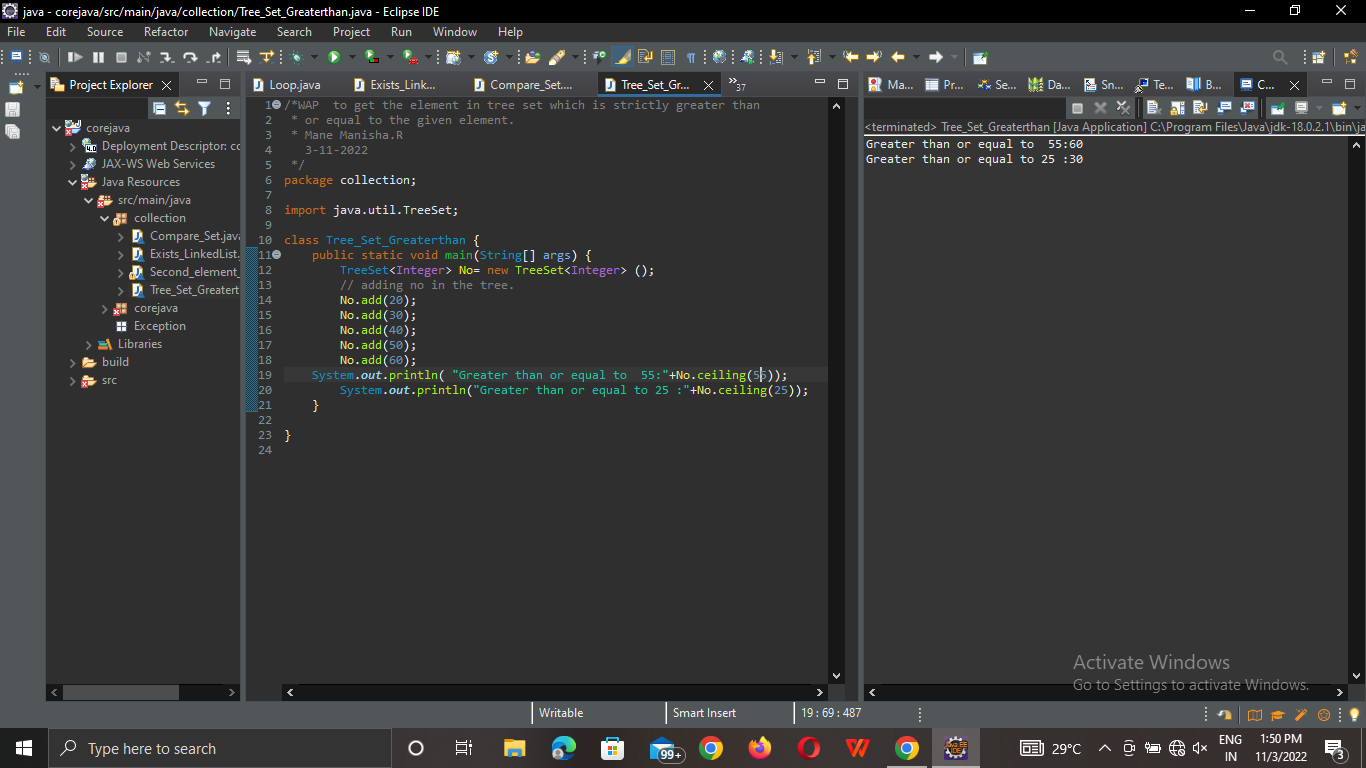 java - corejava/src/main/java/collection/Tree_Set_Greaterthan.java - Eclipse IDE
File Edit Source Refactor Navigate Search Project Run Window Help
Project Explorer
corejava
Deployment Descriptor: co
JAX-WS Web Services
Java Resources
src/main/java
collection
Compare_Set.java
Exists_LinkedList.
Second_element_
Tree_Set_Greatert
corejava
Exception
Libraries
build
src
Loop.java Exists_Link... Compare_Set.... Tree_Set_Gr... »37
1 /*WAP  to get the element in tree set which is strictly greater than
2 * or equal to the given element.
3 * Mane Manisha.R
4 3-11-2022
5 */
6 package collection;
7
8 import java.util.TreeSet;
9
10 class Tree_Set_Greaterthan {
11 public static void main(String[] args) {
12 TreeSet<Integer> No= new TreeSet<Integer> ();
13 // adding no in the tree.
14 No.add(20);
15 No.add(30);
16 No.add(40);
17 No.add(50);
18 No.add(60);
19 System.out.println( "Greater than or equal to  55:"+No.ceiling(56));
20 System.out.println("Greater than or equal to 25 :"+No.ceiling(25));
21 }
22
23 }
24
Ma... Pr... Se... Da... Sn... Te... B... C...
<terminated> Tree_Set_Greaterthan [Java Application] C:\Program Files\Java\jdk-18.0.2.1\bin\ja
Greater than or equal to  55:60
Greater than or equal to 25 :30
Activate Windows
Go to Settings to activate Windows.
Writable Smart Insert 19 : 69 : 487
Type here to search
99+
29°C
ENG
IN
1:50 PM
11/3/2022
3